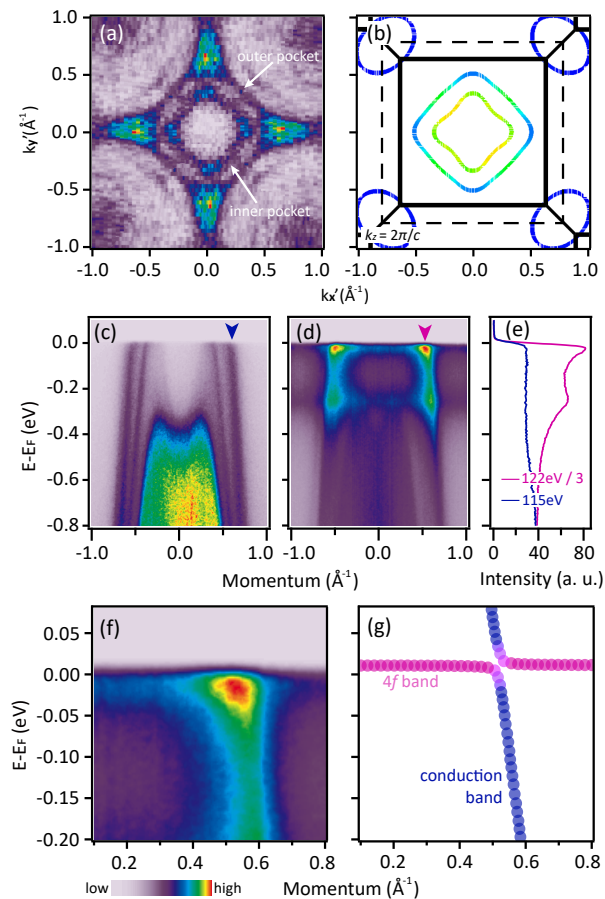 (a)
outer pocket
inner pocket
1.0
0.5
0.0
-0.5
-1.0
ky'(Å⁻¹)
-1.0 -0.5 0.0 0.5 1.0
(b)
kz = 2π/c
-1.0 -0.5 0.0 0.5 1.0
kx'(Å⁻¹)
(c)
(d)
(e)
0.0
-0.2
-0.4
-0.6
-0.8
E-EF (eV)
122eV / 3
115eV
-1.0 0.0 1.0
-1.0 0.0 1.0
0 40 80
Momentum (Å⁻¹)
Intensity (a. u.)
(f)
(g)
0.05
0.00
-0.05
-0.10
-0.15
-0.20
E-EF (eV)
4f band
conduction
band
0.2 0.4 0.6 0.8
0.2 0.4 0.6 0.8
low high
Momentum (Å⁻¹)